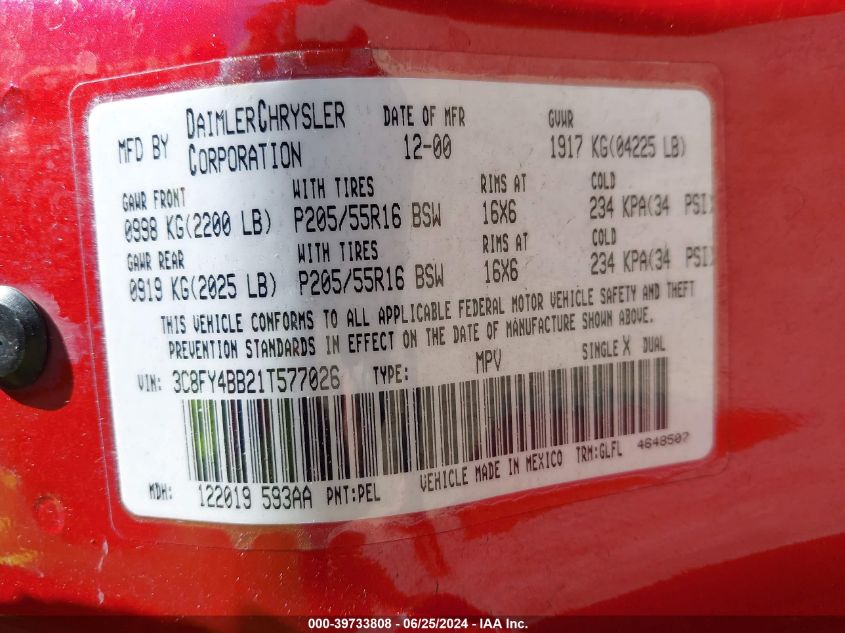 MFD BY DAIMLERCHRYSLER CORPORATION DATE OF MFR 12-00 GVWR 1917 KG(04225 LB)
GAWR FRONT WITH TIRES RIMS AT COLD
0998 KG(2200 LB) P205/55R16 BSW 16X6 234 KPA(34 PSI)
GAWR REAR WITH TIRES RIMS AT COLD
0919 KG(2025 LB) P205/55R16 BSW 16X6 234 KPA(34 PSI)
THIS VEHICLE CONFORMS TO ALL APPLICABLE FEDERAL MOTOR VEHICLE SAFETY AND THEFT
PREVENTION STANDARDS IN EFFECT ON THE DATE OF MANUFACTURE SHOWN ABOVE.
VIN: 3C8FY4BB21T577026 TYPE: MPV SINGLE X DUAL
VEHICLE MADE IN MEXICO TRM:GLFL 4648507
MDH: 122019 593AA PNT:PEL
000-39733808 - 06/25/2024 - IAA Inc.